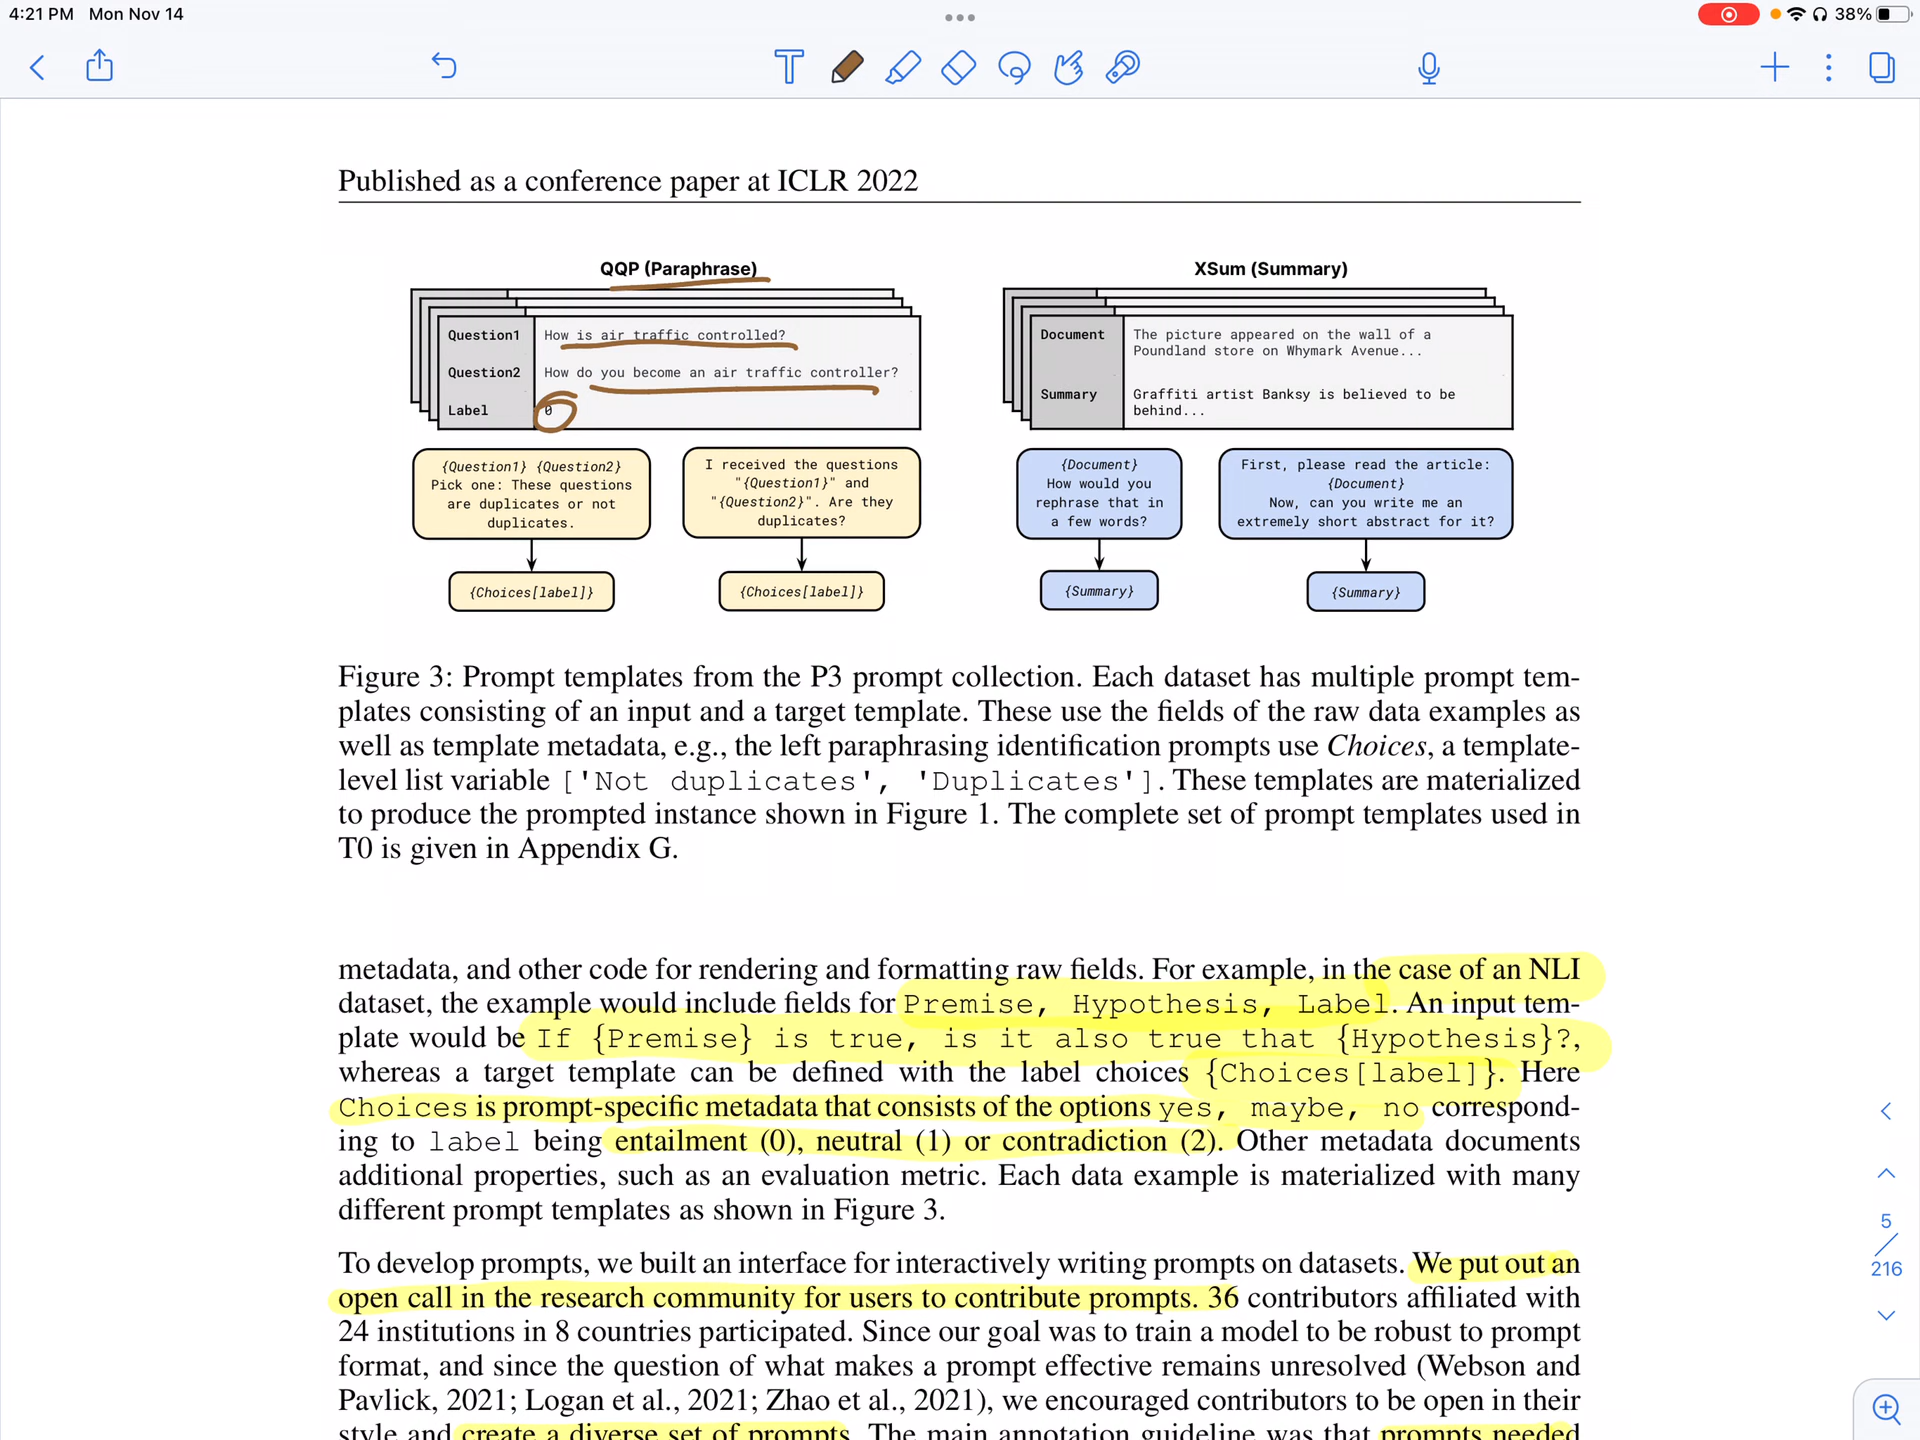 4:21 PM Mon Nov 14
38%
Published as a conference paper at ICLR 2022
QQP (Paraphrase)
Question1 How is air traffic controlled?
Question2 How do you become an air traffic controller?
Label 0
{Question1} {Question2}
Pick one: These questions
are duplicates or not
duplicates.
{Choices[label]}
I received the questions
"{Question1}" and
"{Question2}". Are they
duplicates?
{Choices[label]}
XSum (Summary)
Document The picture appeared on the wall of a
Poundland store on Whymark Avenue...
Summary Graffiti artist Banksy is believed to be
behind...
{Document}
How would you
rephrase that in
a few words?
{Summary}
First, please read the article:
{Document}
Now, can you write me an
extremely short abstract for it?
{Summary}
Figure 3: Prompt templates from the P3 prompt collection. Each dataset has multiple prompt tem-
plates consisting of an input and a target template. These use the fields of the raw data examples as
well as template metadata, e.g., the left paraphrasing identification prompts use Choices, a template-
level list variable ['Not duplicates', 'Duplicates']. These templates are materialized
to produce the prompted instance shown in Figure 1. The complete set of prompt templates used in
T0 is given in Appendix G.
metadata, and other code for rendering and formatting raw fields. For example, in the case of an NLI
dataset, the example would include fields for Premise, Hypothesis, Label. An input tem-
plate would be If {Premise} is true, is it also true that {Hypothesis}?,
whereas a target template can be defined with the label choices {Choices[label]}. Here
Choices is prompt-specific metadata that consists of the options yes, maybe, no correspond-
ing to label being entailment (0), neutral (1) or contradiction (2). Other metadata documents
additional properties, such as an evaluation metric. Each data example is materialized with many
different prompt templates as shown in Figure 3.
To develop prompts, we built an interface for interactively writing prompts on datasets. We put out an
open call in the research community for users to contribute prompts. 36 contributors affiliated with
24 institutions in 8 countries participated. Since our goal was to train a model to be robust to prompt
format, and since the question of what makes a prompt effective remains unresolved (Webson and
Pavlick, 2021; Logan et al., 2021; Zhao et al., 2021), we encouraged contributors to be open in their
style and create a diverse set of prompts. The main annotation guideline was that prompts needed
5
216